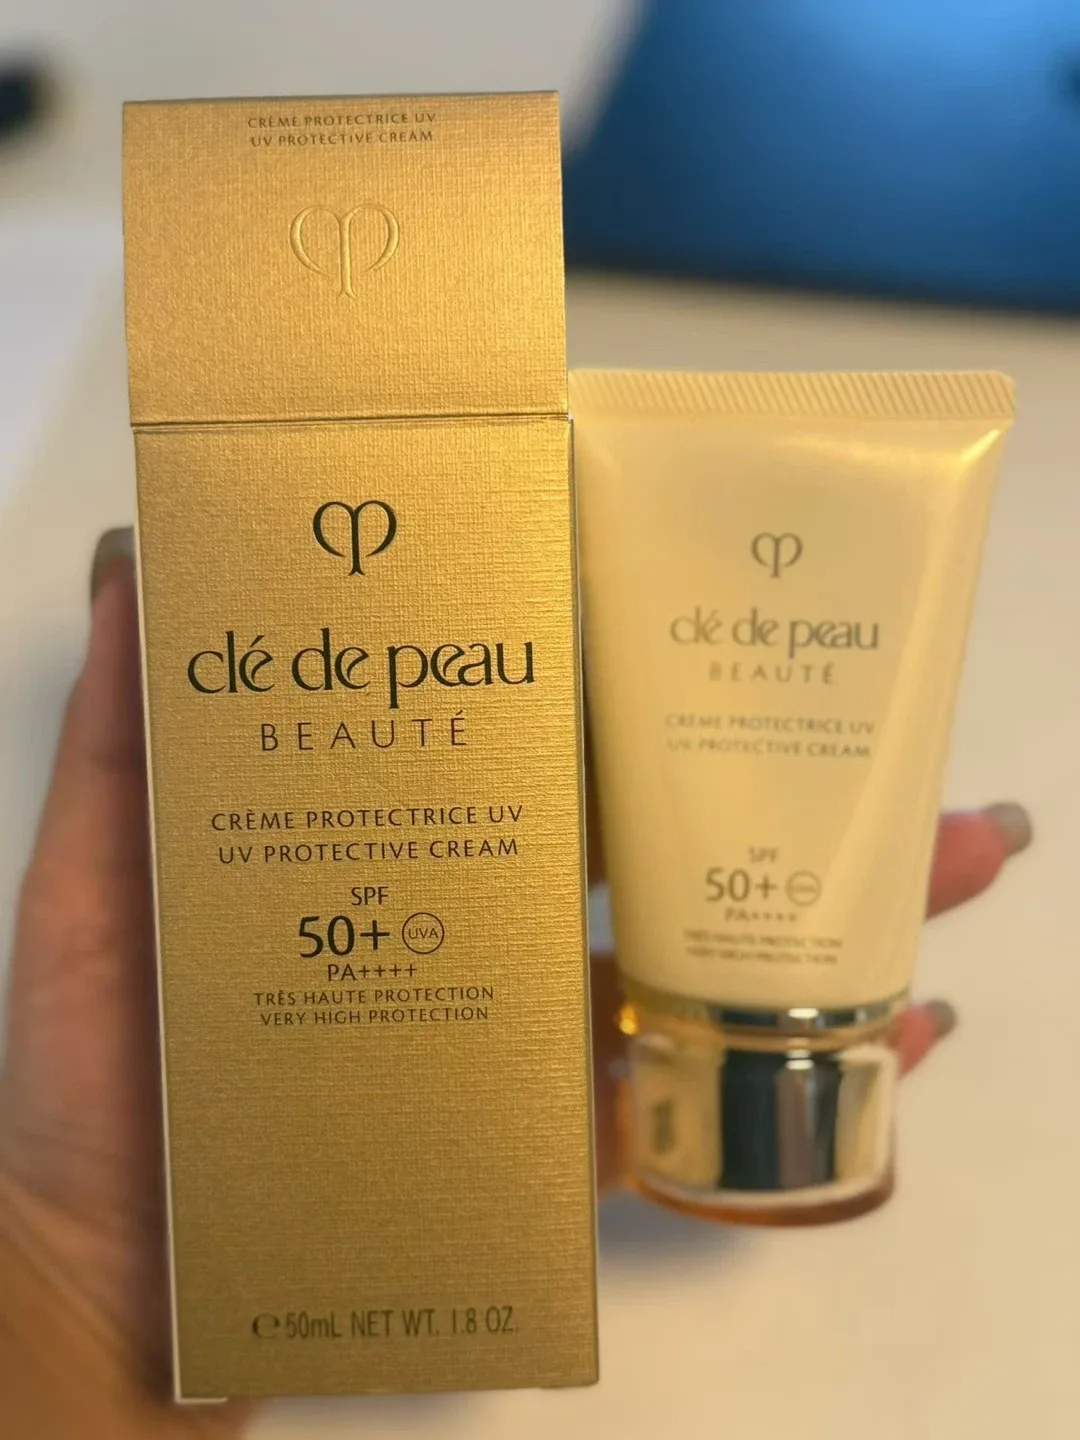 CRÈME PROTECTRICE UV
UV PROTECTIVE CREAM
clé de peau
BEAUTÉ
CRÈME PROTECTRICE UV
UV PROTECTIVE CREAM
SPF
50+ UVA
PA++++
TRÈS HAUTE PROTECTION
VERY HIGH PROTECTION
℮50mL NET WT. 1.8 OZ.
clé de peau
BEAUTÉ
CRÈME PROTECTRICE UV
UV PROTECTIVE CREAM
SPF
50+ UVA
PA++++
TRÈS HAUTE PROTECTION
VERY HIGH PROTECTION